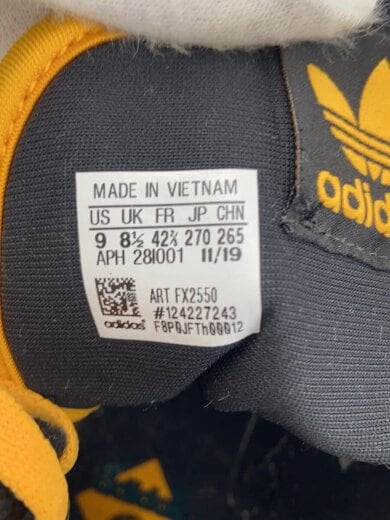 MADE IN VIETNAM
US UK FR JP CHN
9 8½ 42⅔ 270 265
APH 28I001 11/19
ART FX2550
#124227243
adidas® F8P0JFTh00012
adidas